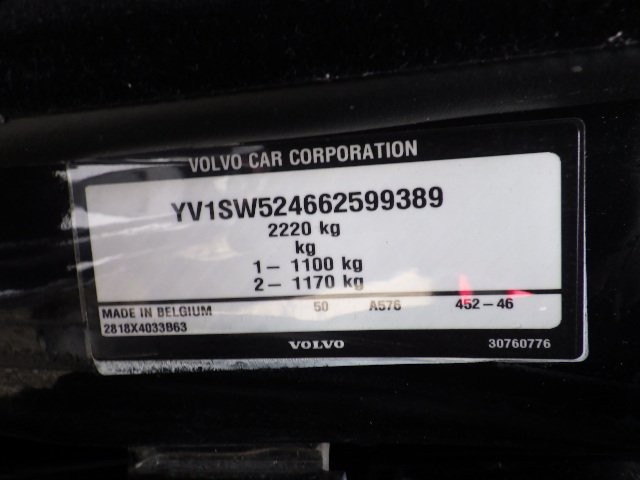 VOLVO CAR CORPORATION
YV1SW524662599389
2220 kg
kg
1– 1100 kg
2– 1170 kg
MADE IN BELGIUM 50 A576 452–46
2818X4033B63
VOLVO 30760776